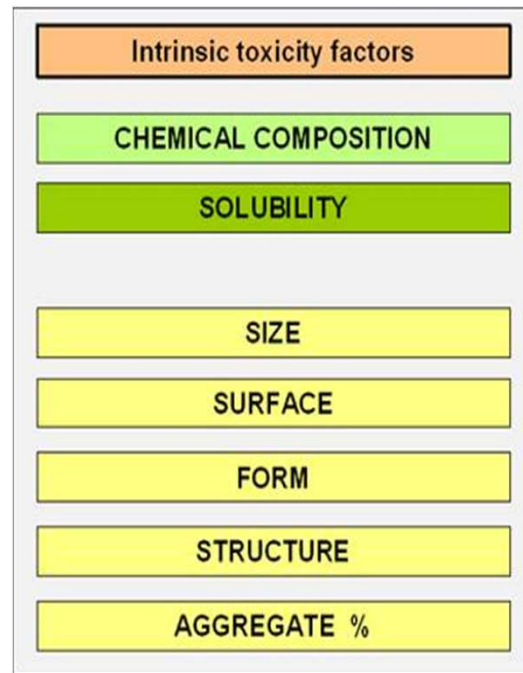 Intrinsic toxicity factors
CHEMICAL COMPOSITION
SOLUBILITY
SIZE
SURFACE
FORM
STRUCTURE
AGGREGATE %